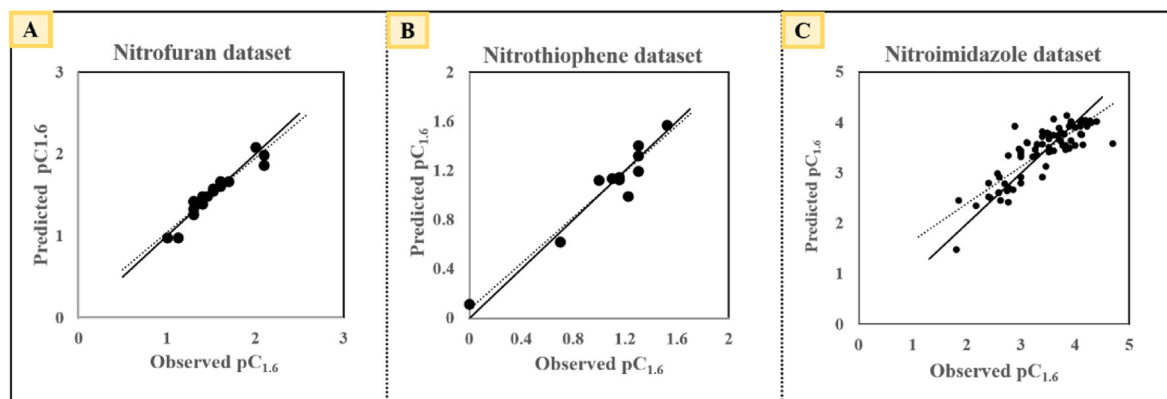 A
Nitrofuran dataset
Predicted pC1.6
3
2
1
0
0 1 2 3
Observed pC1.6
B
Nitrothiophene dataset
Predicted pC1.6
2
1.6
1.2
0.8
0.4
0
0 0.4 0.8 1.2 1.6 2
Observed pC1.6
C
Nitroimidazole dataset
Predicted pC1.6
5
4
3
2
1
0
0 1 2 3 4 5
Observed pC1.6